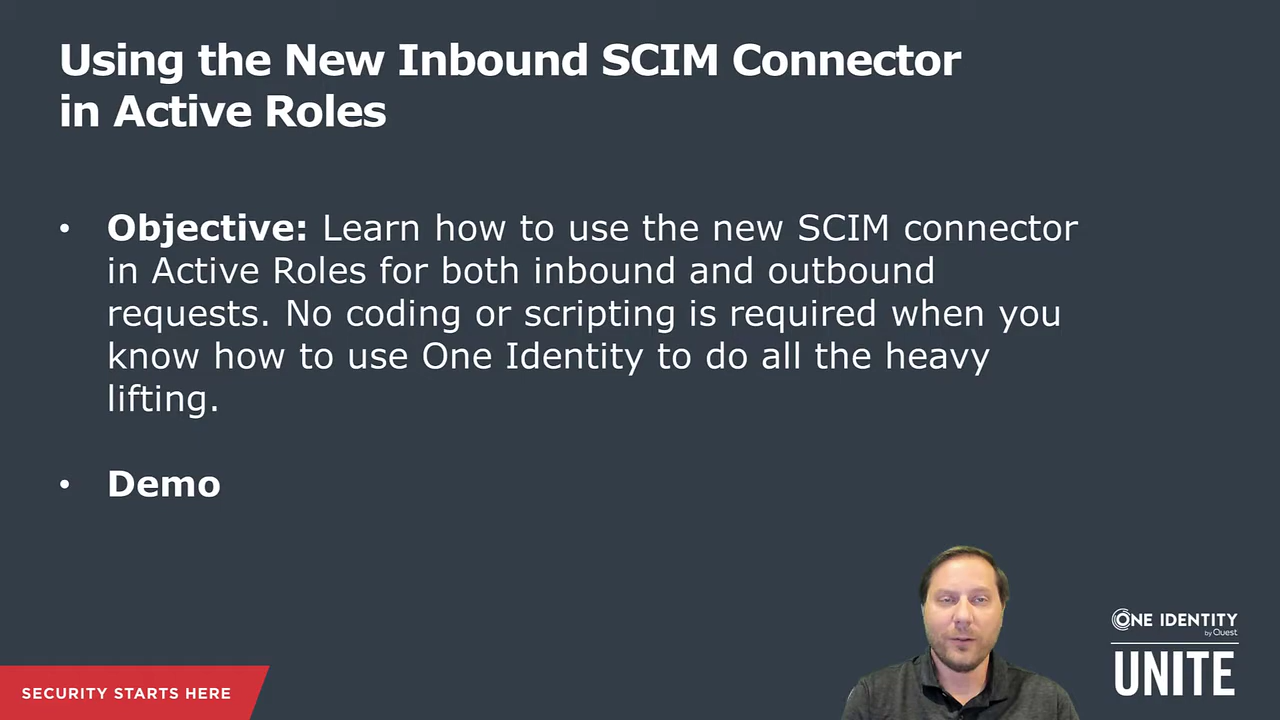 Using the New Inbound SCIM Connector
in Active Roles
• Objective: Learn how to use the new SCIM connector
in Active Roles for both inbound and outbound
requests. No coding or scripting is required when you
know how to use One Identity to do all the heavy
lifting.
• Demo
ONE IDENTITY
by Quest
UNITE
SECURITY STARTS HERE